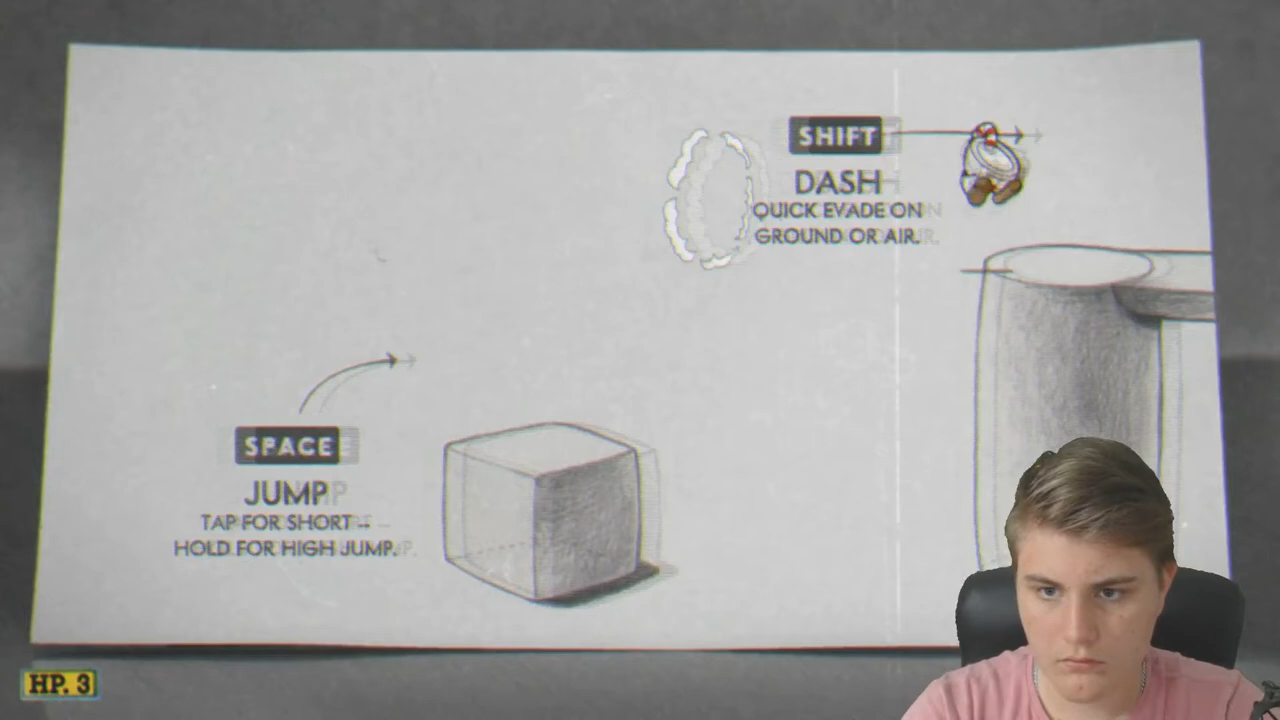 SHIFT
DASH
QUICK EVADE ON
GROUND OR AIR.
SPACE
JUMP
TAP FOR SHORT –
HOLD FOR HIGH JUMP.
HP. 3